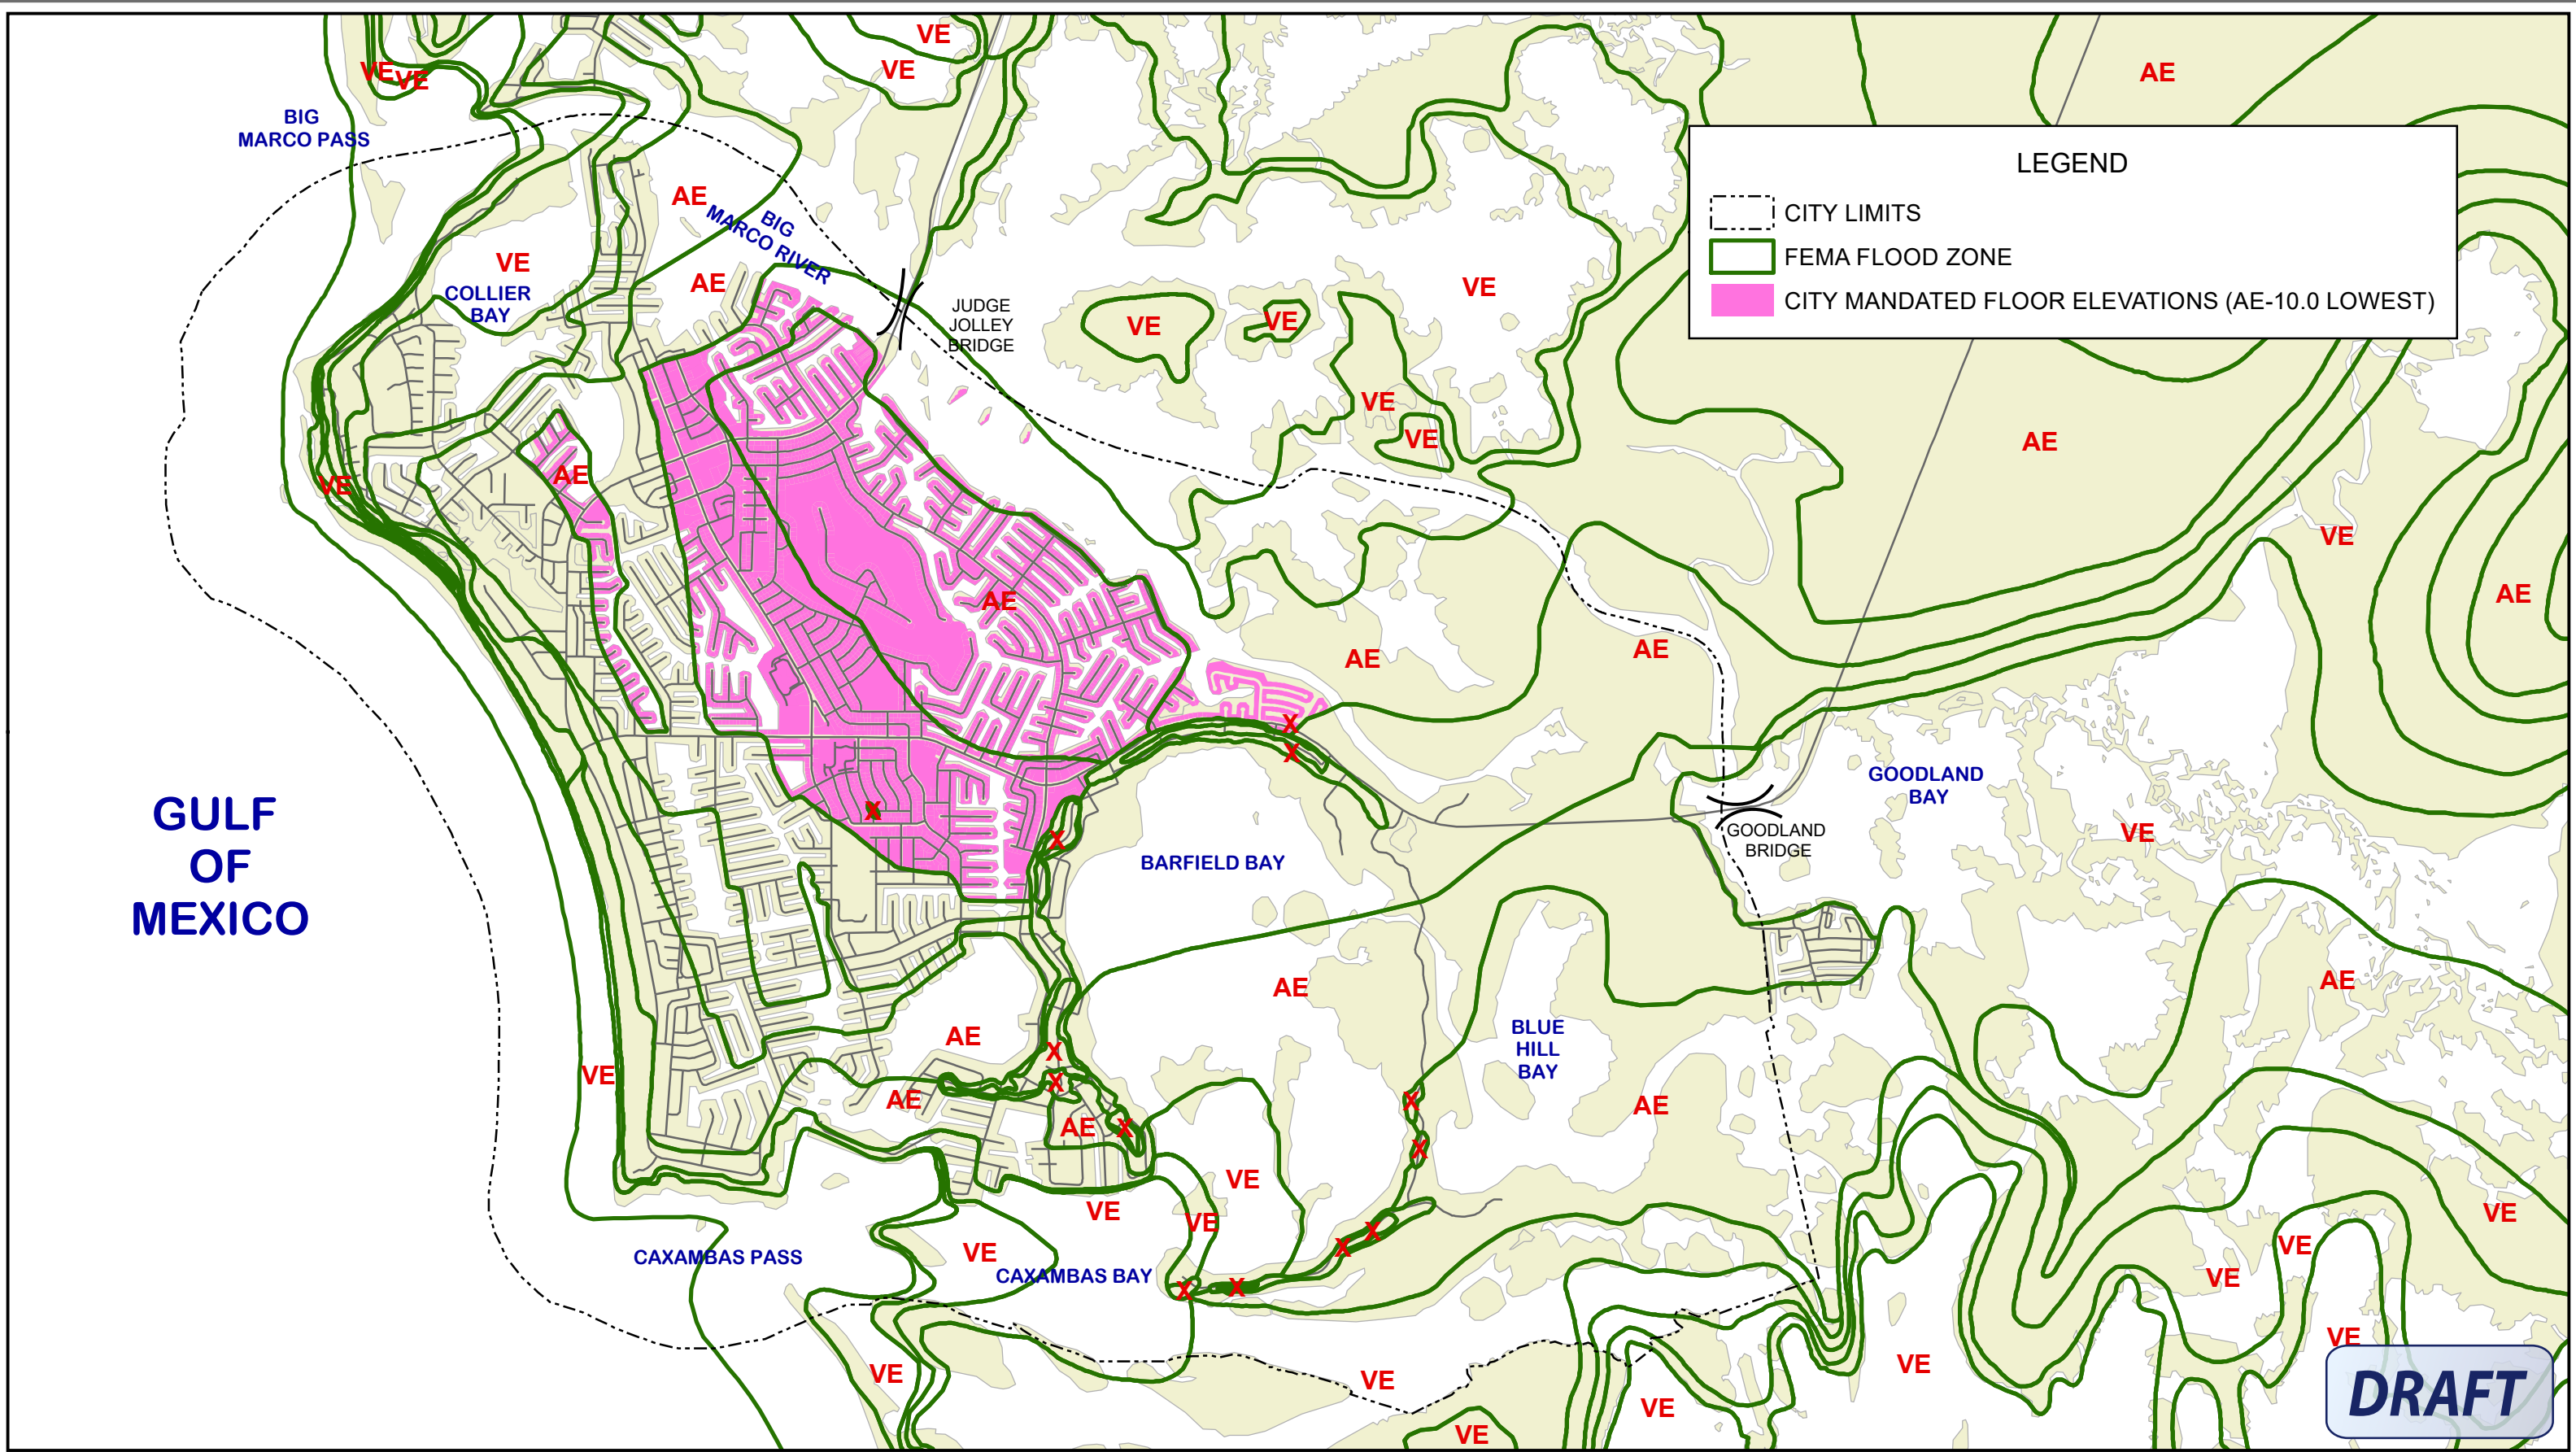 VE
VE
VE
VE
AE
BIG
MARCO PASS
LEGEND
CITY LIMITS
FEMA FLOOD ZONE
CITY MANDATED FLOOR ELEVATIONS (AE-10.0 LOWEST)
AE
BIG
MARCO RIVER
VE
COLLIER
BAY
AE
VE
JUDGE
JOLLEY
BRIDGE
VE
VE
VE
VE
AE
AE
VE
VE
AE
AE
AE
AE
AE
X
X
GOODLAND
BAY
GULF
OF
MEXICO
X
X
BARFIELD BAY
GOODLAND
BRIDGE
VE
AE
AE
AE
BLUE
HILL
BAY
X
VE
X
AE
AE
X
X
AE
X
VE
VE
VE
VE
X
X
VE
CAXAMBAS PASS
VE
CAXAMBAS BAY
X
X
VE
VE
VE
VE
VE
VE
VE
DRAFT